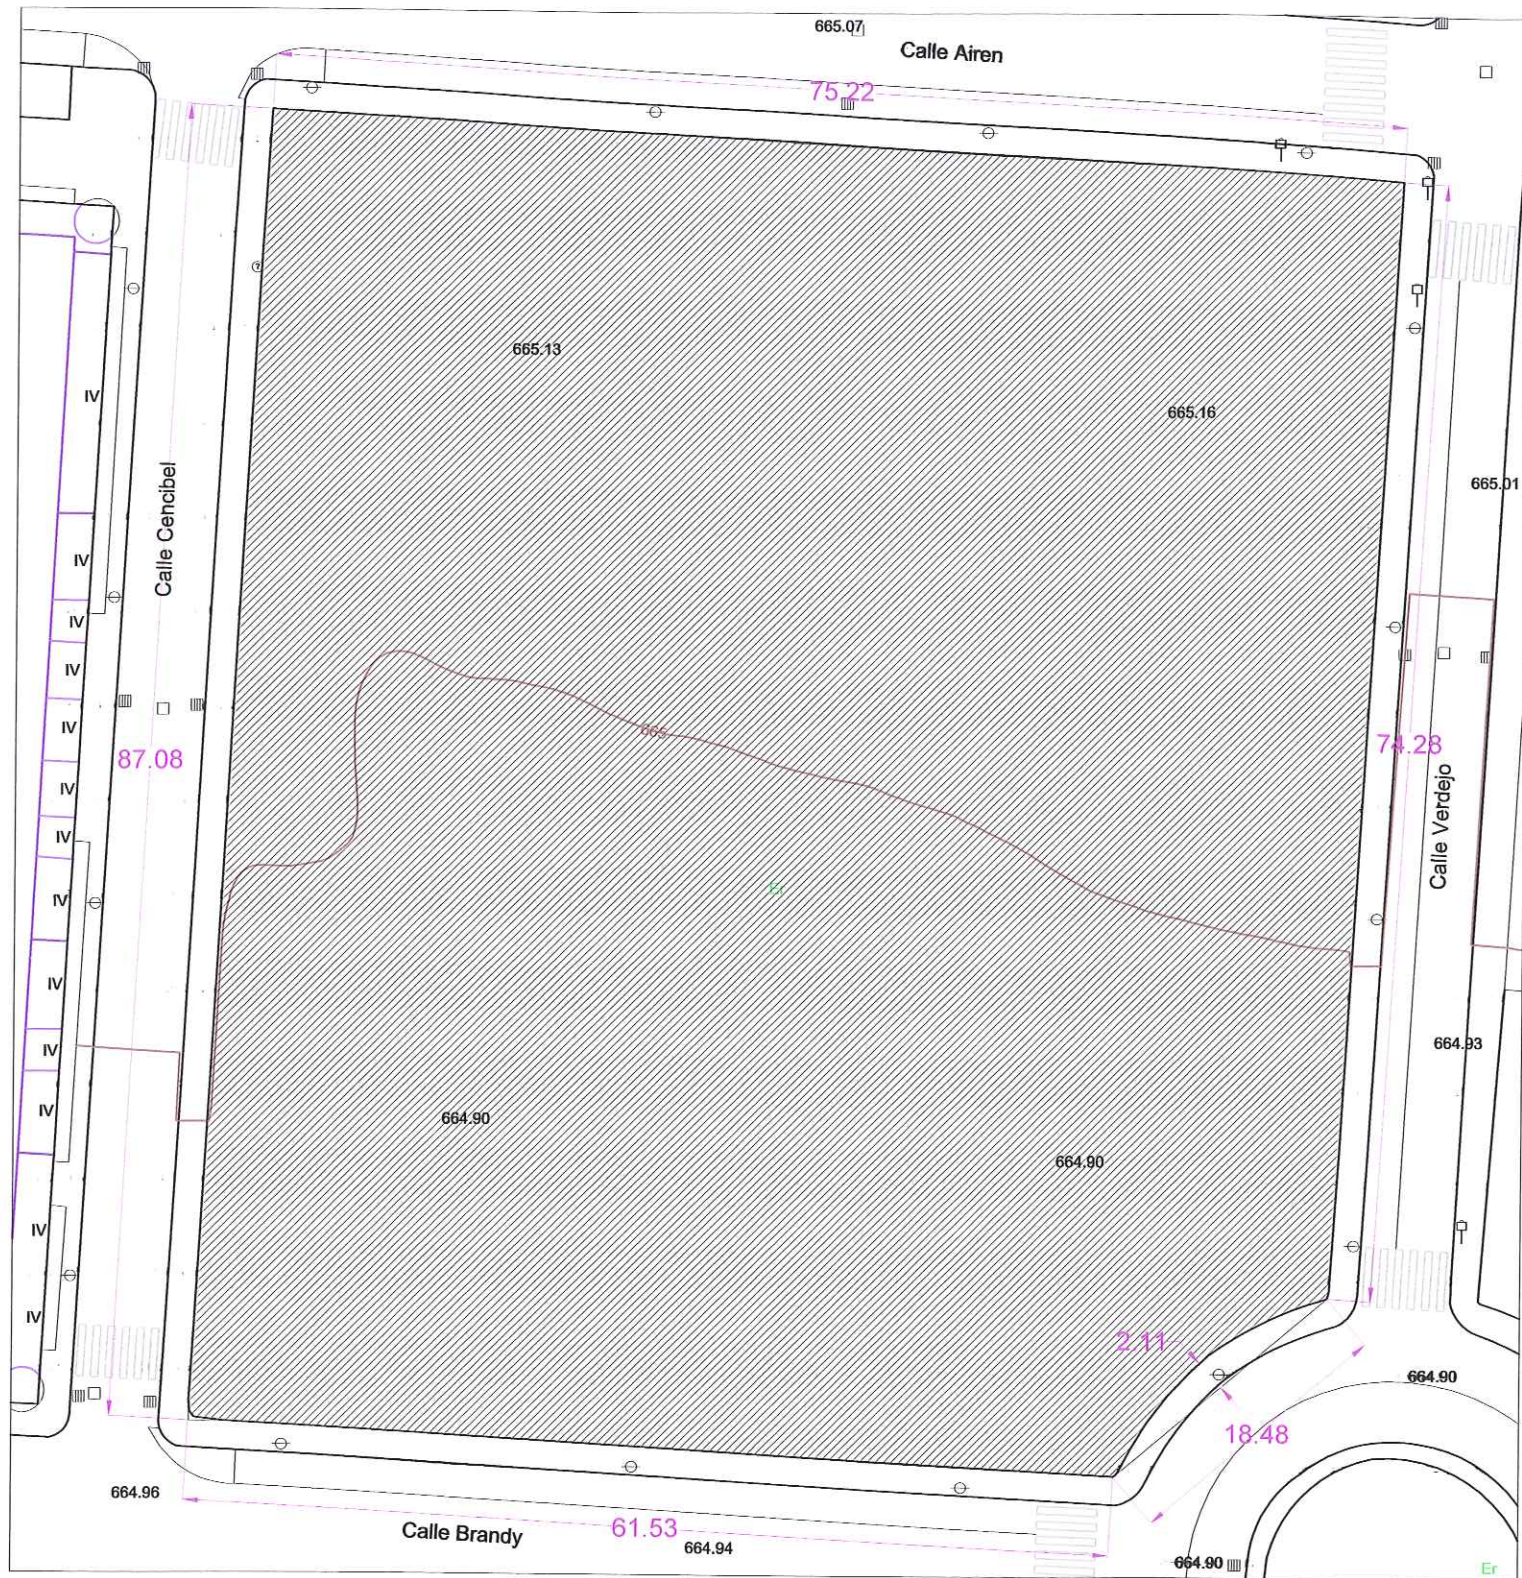 665.07
Calle Airen
75.22
665.13
665.16
IV
665.01
Calle Cencibel
IV
IV
IV
IV
665
74.28
87.08
IV
Calle Verdejo
IV
Er
IV
IV
664.93
IV
IV
664.90
664.90
IV
IV
2.11
664.90
18.48
664.96
Calle Brandy
61.53
664.94
664.90
Er